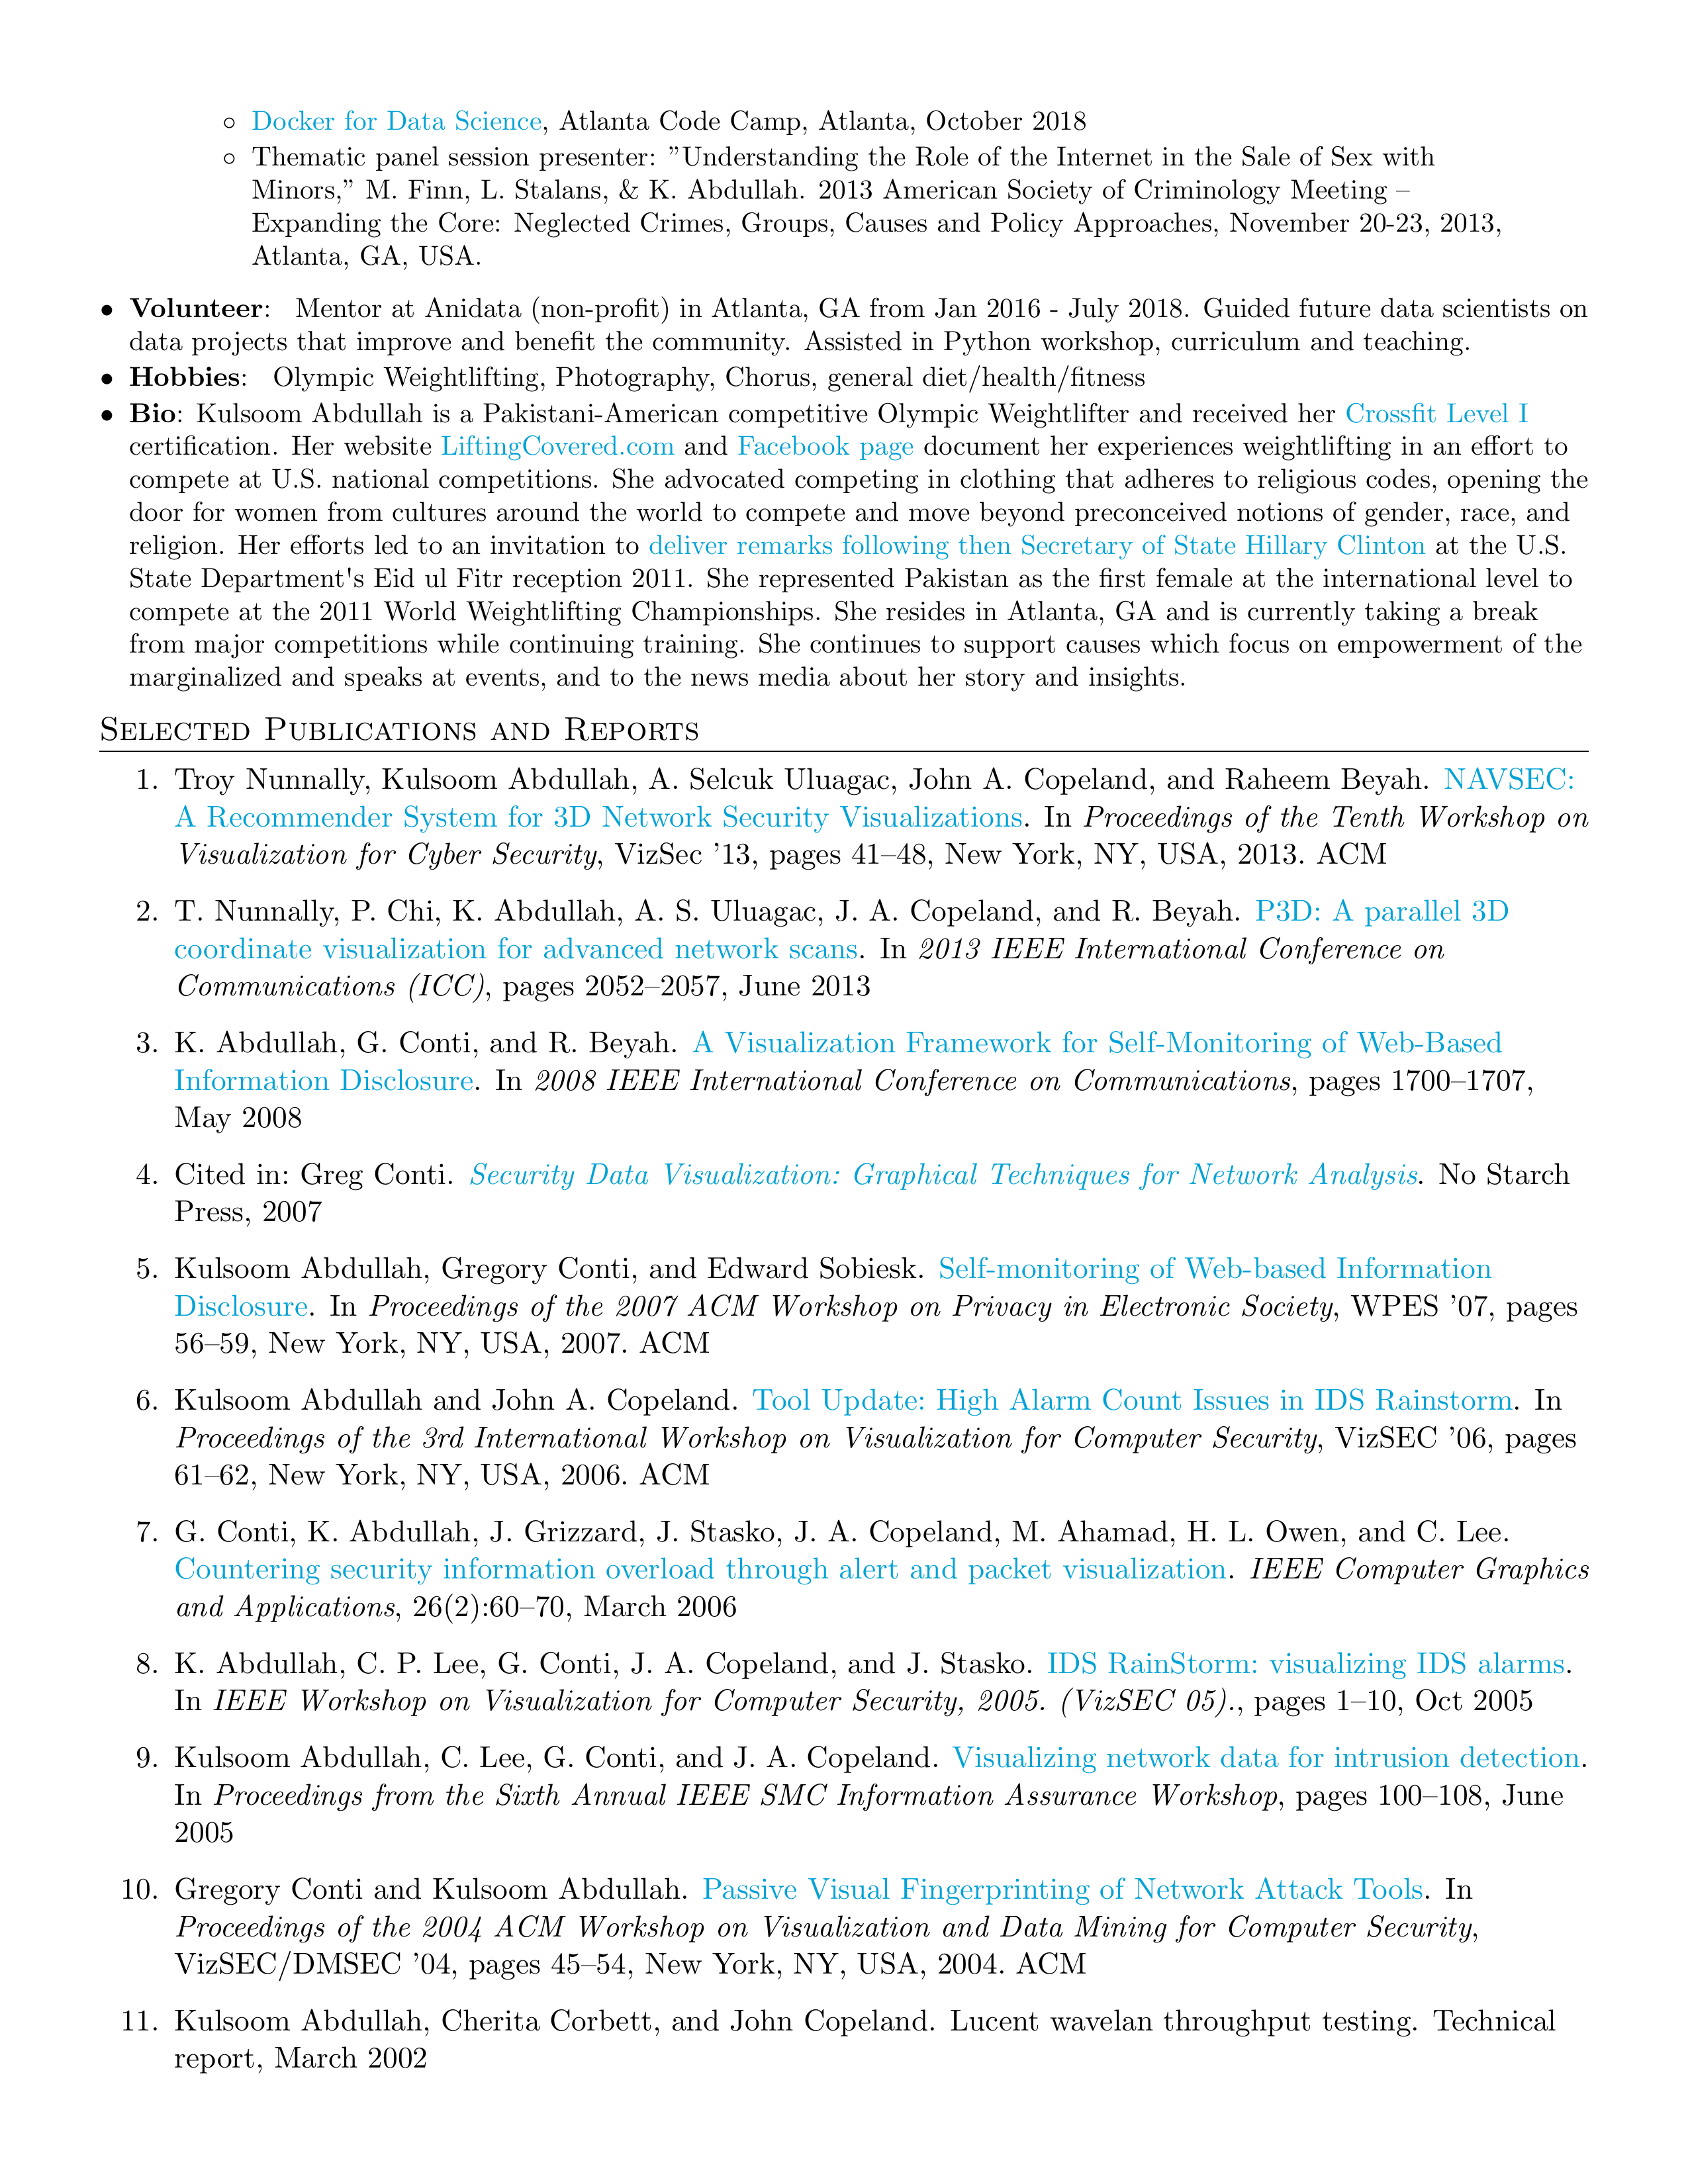 ○ Docker for Data Science, Atlanta Code Camp, Atlanta, October 2018
○ Thematic panel session presenter: ”Understanding the Role of the Internet in the Sale of Sex with
Minors,” M. Finn, L. Stalans, & K. Abdullah. 2013 American Society of Criminology Meeting –
Expanding the Core: Neglected Crimes, Groups, Causes and Policy Approaches, November 20-23, 2013,
Atlanta, GA, USA.
• Volunteer: Mentor at Anidata (non-profit) in Atlanta, GA from Jan 2016 - July 2018. Guided future data scientists on
data projects that improve and benefit the community. Assisted in Python workshop, curriculum and teaching.
• Hobbies: Olympic Weightlifting, Photography, Chorus, general diet/health/fitness
• Bio: Kulsoom Abdullah is a Pakistani-American competitive Olympic Weightlifter and received her Crossfit Level I
certification. Her website LiftingCovered.com and Facebook page document her experiences weightlifting in an effort to
compete at U.S. national competitions. She advocated competing in clothing that adheres to religious codes, opening the
door for women from cultures around the world to compete and move beyond preconceived notions of gender, race, and
religion. Her efforts led to an invitation to deliver remarks following then Secretary of State Hillary Clinton at the U.S.
State Department's Eid ul Fitr reception 2011. She represented Pakistan as the first female at the international level to
compete at the 2011 World Weightlifting Championships. She resides in Atlanta, GA and is currently taking a break
from major competitions while continuing training. She continues to support causes which focus on empowerment of the
marginalized and speaks at events, and to the news media about her story and insights.
Selected Publications and Reports
1. Troy Nunnally, Kulsoom Abdullah, A. Selcuk Uluagac, John A. Copeland, and Raheem Beyah. NAVSEC:
A Recommender System for 3D Network Security Visualizations. In Proceedings of the Tenth Workshop on
Visualization for Cyber Security, VizSec ’13, pages 41–48, New York, NY, USA, 2013. ACM
2. T. Nunnally, P. Chi, K. Abdullah, A. S. Uluagac, J. A. Copeland, and R. Beyah. P3D: A parallel 3D
coordinate visualization for advanced network scans. In 2013 IEEE International Conference on
Communications (ICC), pages 2052–2057, June 2013
3. K. Abdullah, G. Conti, and R. Beyah. A Visualization Framework for Self-Monitoring of Web-Based
Information Disclosure. In 2008 IEEE International Conference on Communications, pages 1700–1707,
May 2008
4. Cited in: Greg Conti. Security Data Visualization: Graphical Techniques for Network Analysis. No Starch
Press, 2007
5. Kulsoom Abdullah, Gregory Conti, and Edward Sobiesk. Self-monitoring of Web-based Information
Disclosure. In Proceedings of the 2007 ACM Workshop on Privacy in Electronic Society, WPES ’07, pages
56–59, New York, NY, USA, 2007. ACM
6. Kulsoom Abdullah and John A. Copeland. Tool Update: High Alarm Count Issues in IDS Rainstorm. In
Proceedings of the 3rd International Workshop on Visualization for Computer Security, VizSEC ’06, pages
61–62, New York, NY, USA, 2006. ACM
7. G. Conti, K. Abdullah, J. Grizzard, J. Stasko, J. A. Copeland, M. Ahamad, H. L. Owen, and C. Lee.
Countering security information overload through alert and packet visualization. IEEE Computer Graphics
and Applications, 26(2):60–70, March 2006
8. K. Abdullah, C. P. Lee, G. Conti, J. A. Copeland, and J. Stasko. IDS RainStorm: visualizing IDS alarms.
In IEEE Workshop on Visualization for Computer Security, 2005. (VizSEC 05)., pages 1–10, Oct 2005
9. Kulsoom Abdullah, C. Lee, G. Conti, and J. A. Copeland. Visualizing network data for intrusion detection.
In Proceedings from the Sixth Annual IEEE SMC Information Assurance Workshop, pages 100–108, June
2005
10. Gregory Conti and Kulsoom Abdullah. Passive Visual Fingerprinting of Network Attack Tools. In
Proceedings of the 2004 ACM Workshop on Visualization and Data Mining for Computer Security,
VizSEC/DMSEC ’04, pages 45–54, New York, NY, USA, 2004. ACM
11. Kulsoom Abdullah, Cherita Corbett, and John Copeland. Lucent wavelan throughput testing. Technical
report, March 2002